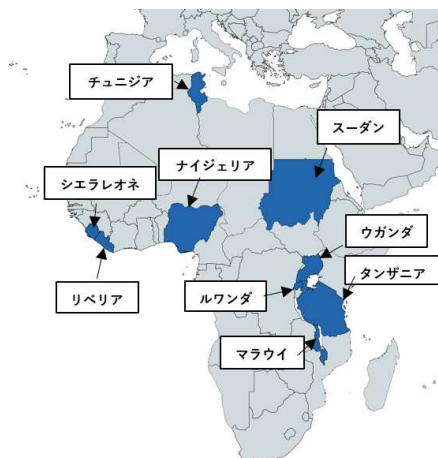 チュニジア
スーダン
ナイジェリア
シエラレオネ
ウガンダ
タンザニア
リベリア
ルワンダ
マラウイ